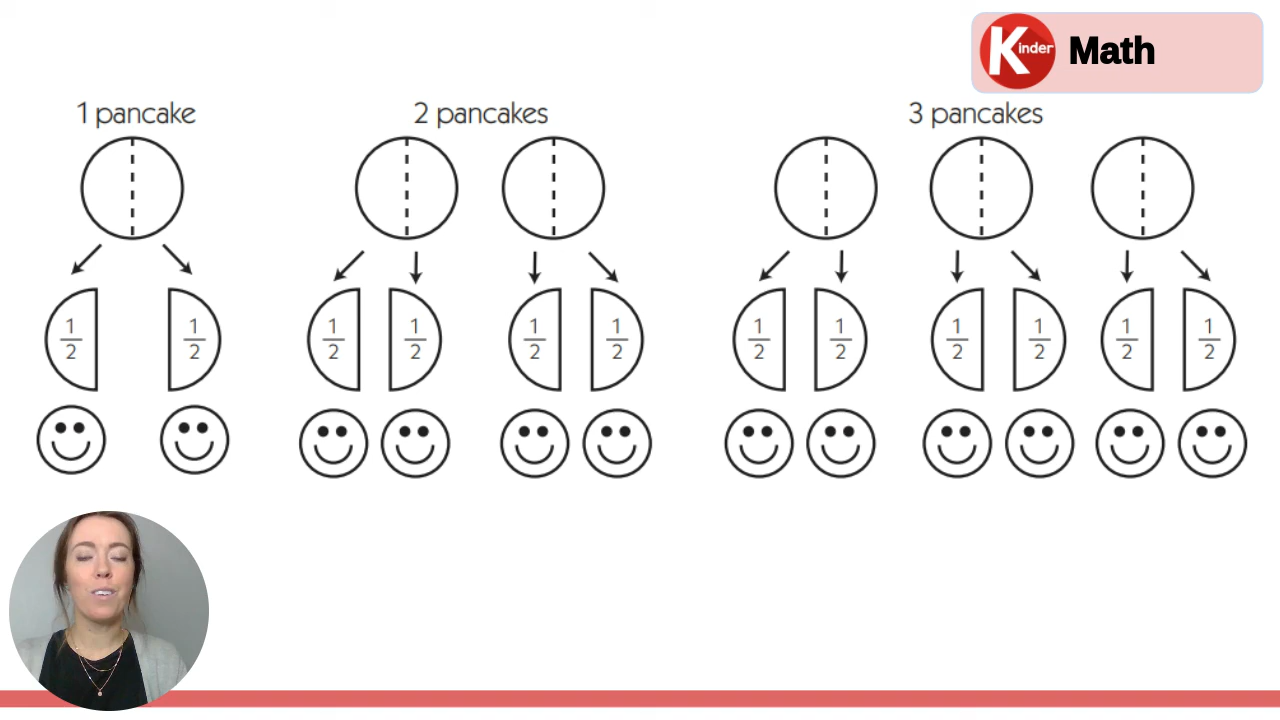 Kinder Math
1 pancake 2 pancakes 3 pancakes
1/2 1/2 1/2 1/2 1/2 1/2 1/2 1/2 1/2 1/2 1/2 1/2